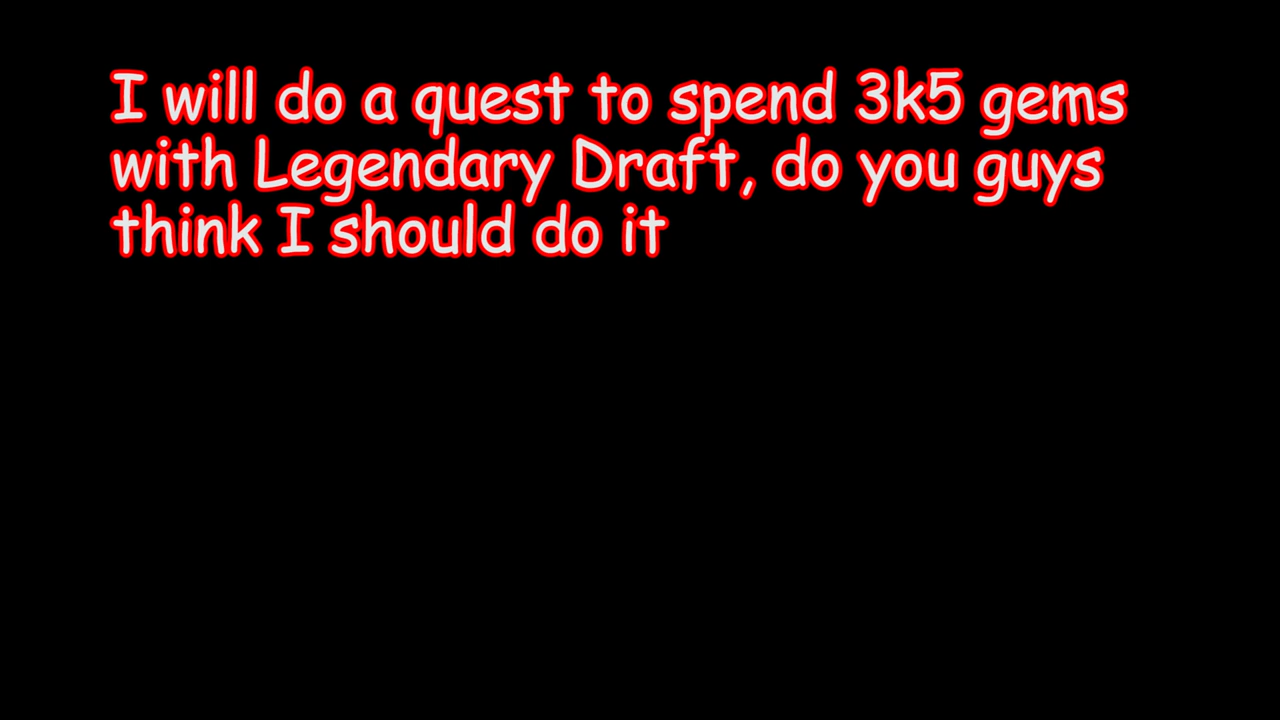 I will do a quest to spend 3k5 gems
with Legendary Draft, do you guys
think I should do it